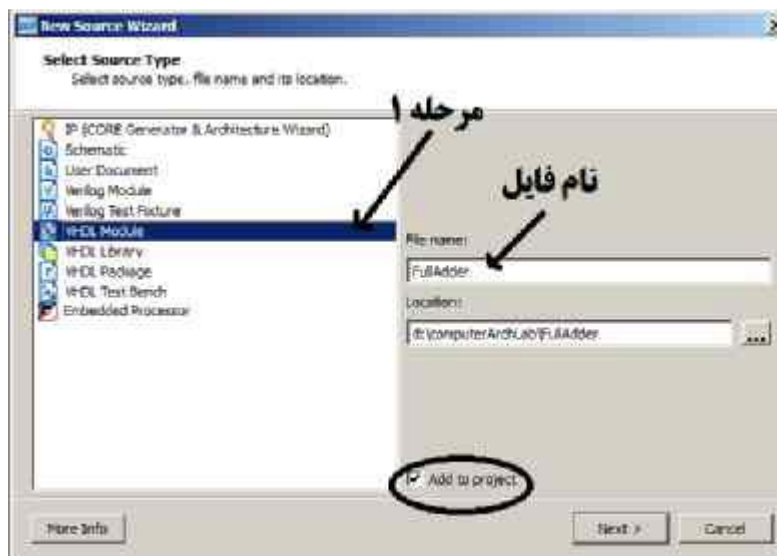 New Source Wizard
Select Source Type
Select source type, file name and its location.
مرحله ۱
IP (CORE Generator & Architecture Wizard)
Schematic
User Document
Verilog Module
Verilog Test Fixture
VHDL Module
VHDL Library
VHDL Package
VHDL Test Bench
Embedded Processor
نام فایل
File name:
FullAdder
Location:
d:\computerArchLab\FullAdder
...
Add to project
More Info
Next >
Cancel